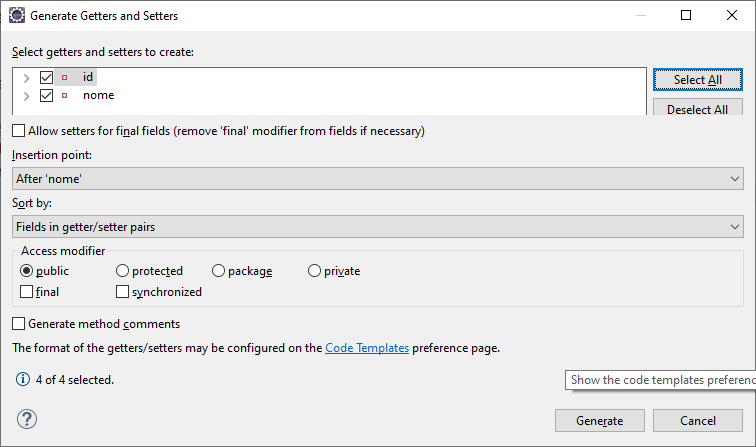 Generate Getters and Setters
Select getters and setters to create:
id
nome
Select All
Deselect All
Allow setters for final fields (remove 'final' modifier from fields if necessary)
Insertion point:
After 'nome'
Sort by:
Fields in getter/setter pairs
Access modifier
public protected package private
final synchronized
Generate method comments
The format of the getters/setters may be configured on the Code Templates preference page.
4 of 4 selected.
Show the code templates preferenc
Generate Cancel